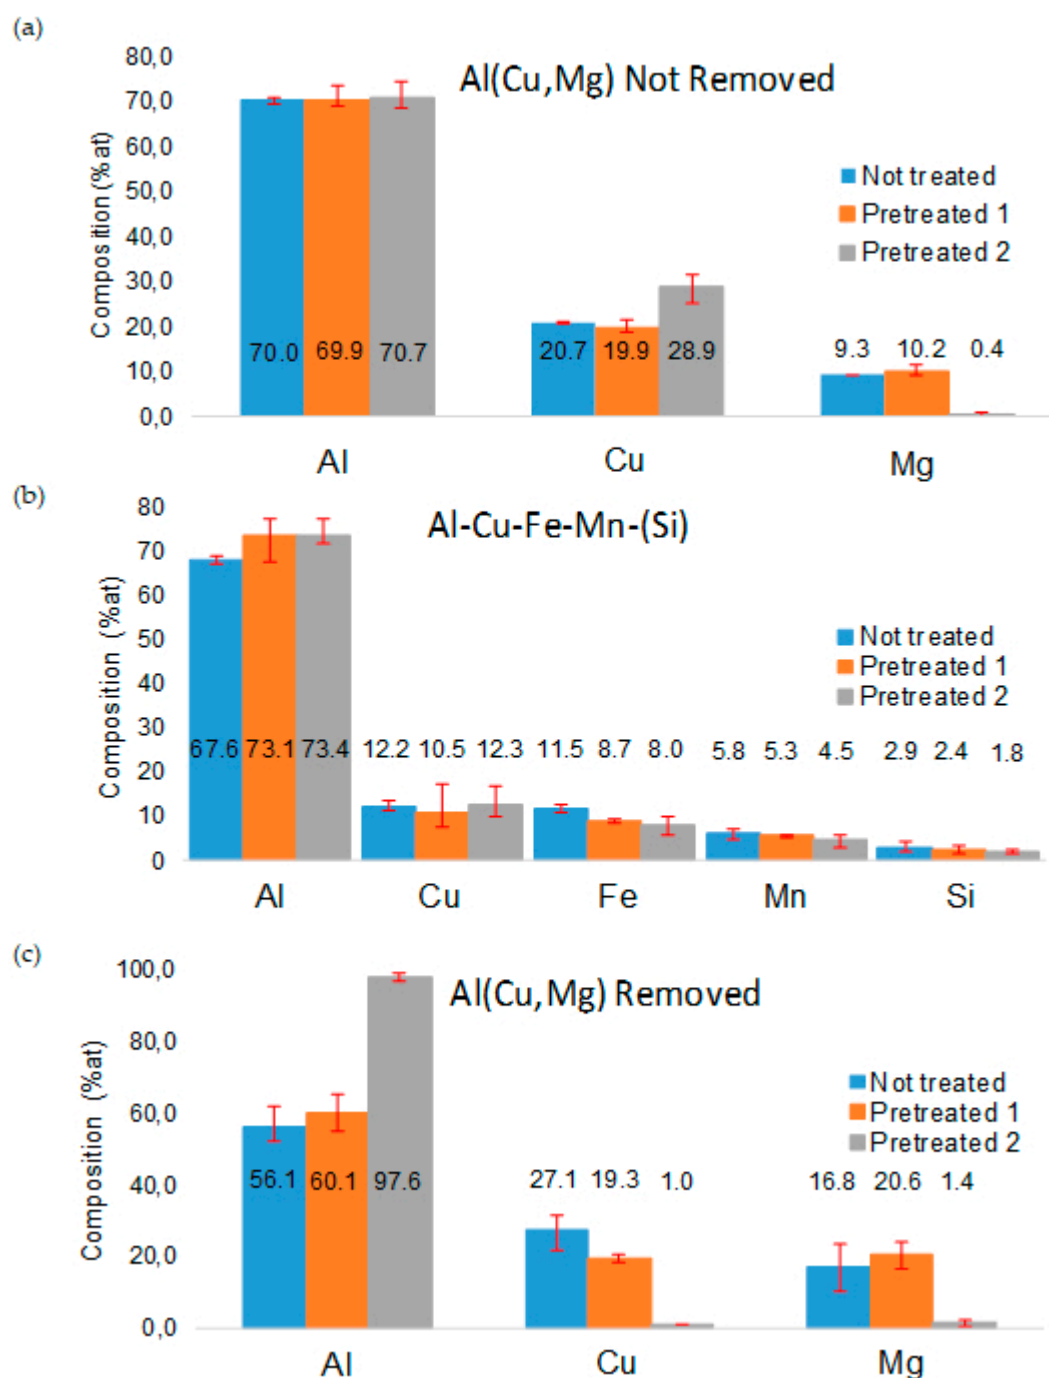 (a)
Al(Cu,Mg) Not Removed
Composition (%at)
80,0
70,0
60,0
50,0
40,0
30,0
20,0
10,0
0,0
Not treated
Pretreated 1
Pretreated 2
70.0 69.9 70.7
20.7 19.9 28.9
9.3 10.2 0.4
Al Cu Mg
(b)
Al-Cu-Fe-Mn-(Si)
Composition (%at)
80
70
60
50
40
30
20
10
0
Not treated
Pretreated 1
Pretreated 2
67.6 73.1 73.4
12.2 10.5 12.3
11.5 8.7 8.0
5.8 5.3 4.5
2.9 2.4 1.8
Al Cu Fe Mn Si
(c)
Al(Cu,Mg) Removed
Composition (%at)
100,0
80,0
60,0
40,0
20,0
0,0
Not treated
Pretreated 1
Pretreated 2
56.1 60.1 97.6
27.1 19.3 1.0
16.8 20.6 1.4
Al Cu Mg